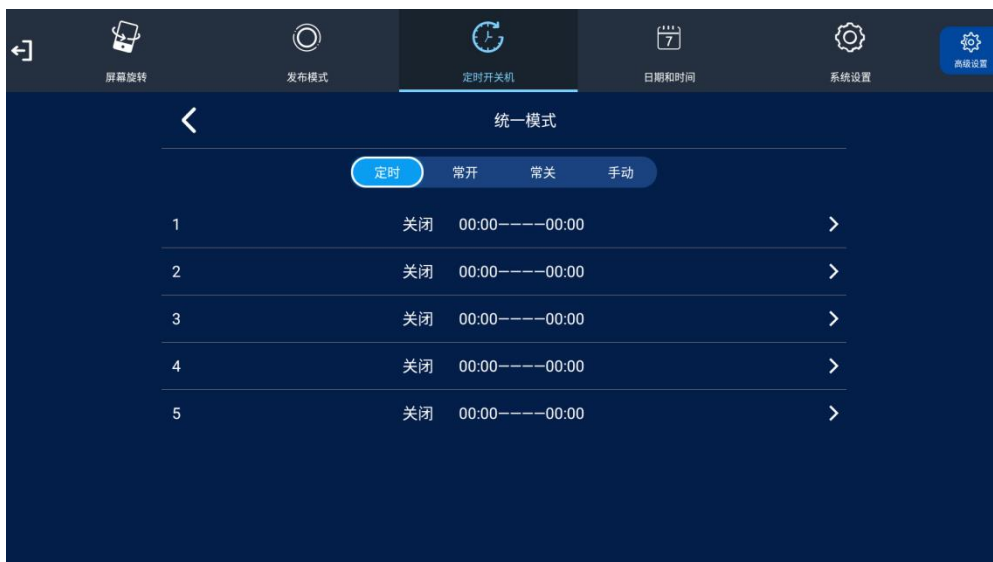 屏幕旋转
发布模式
定时开关机
7
日期和时间
系统设置
高级设置
统一模式
定时 常开 常关 手动
1 关闭 00:00————00:00
2 关闭 00:00————00:00
3 关闭 00:00————00:00
4 关闭 00:00————00:00
5 关闭 00:00————00:00